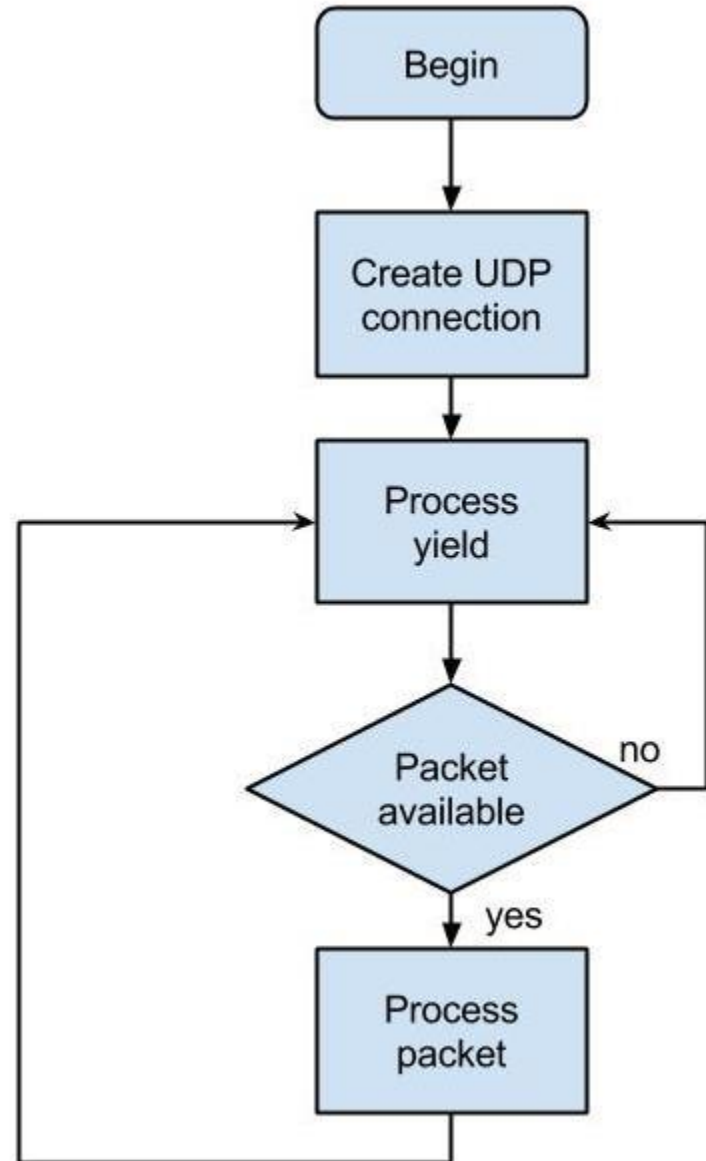 Begin
Create UDP
connection
Process
yield
Packet
available
no
yes
Process
packet